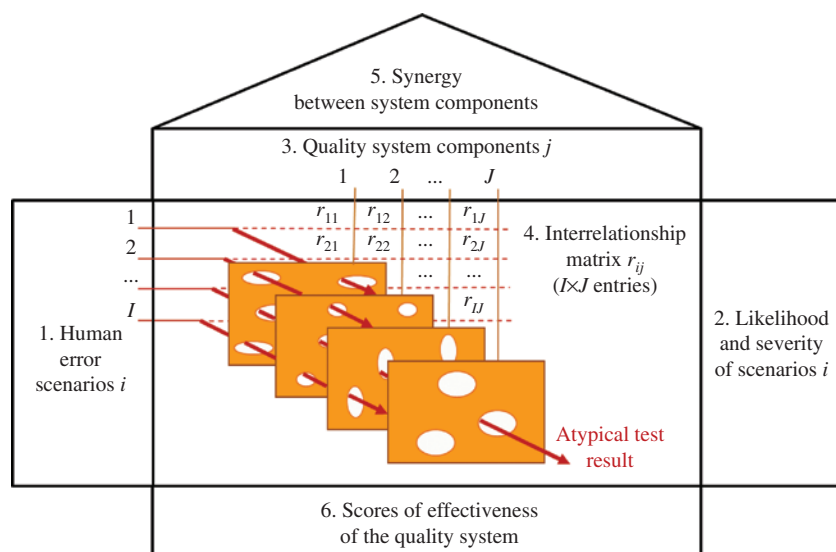 5. Synergy
between system components
3. Quality system components j
1 2 ... J
1 r11 r12 ... r1J
2 r21 r22 ... r2J
... ... ...
I rIJ
4. Interrelationship
matrix rij
(I×J entries)
1. Human
error
scenarios i
2. Likelihood
and severity
of scenarios i
Atypical test
result
6. Scores of effectiveness
of the quality system